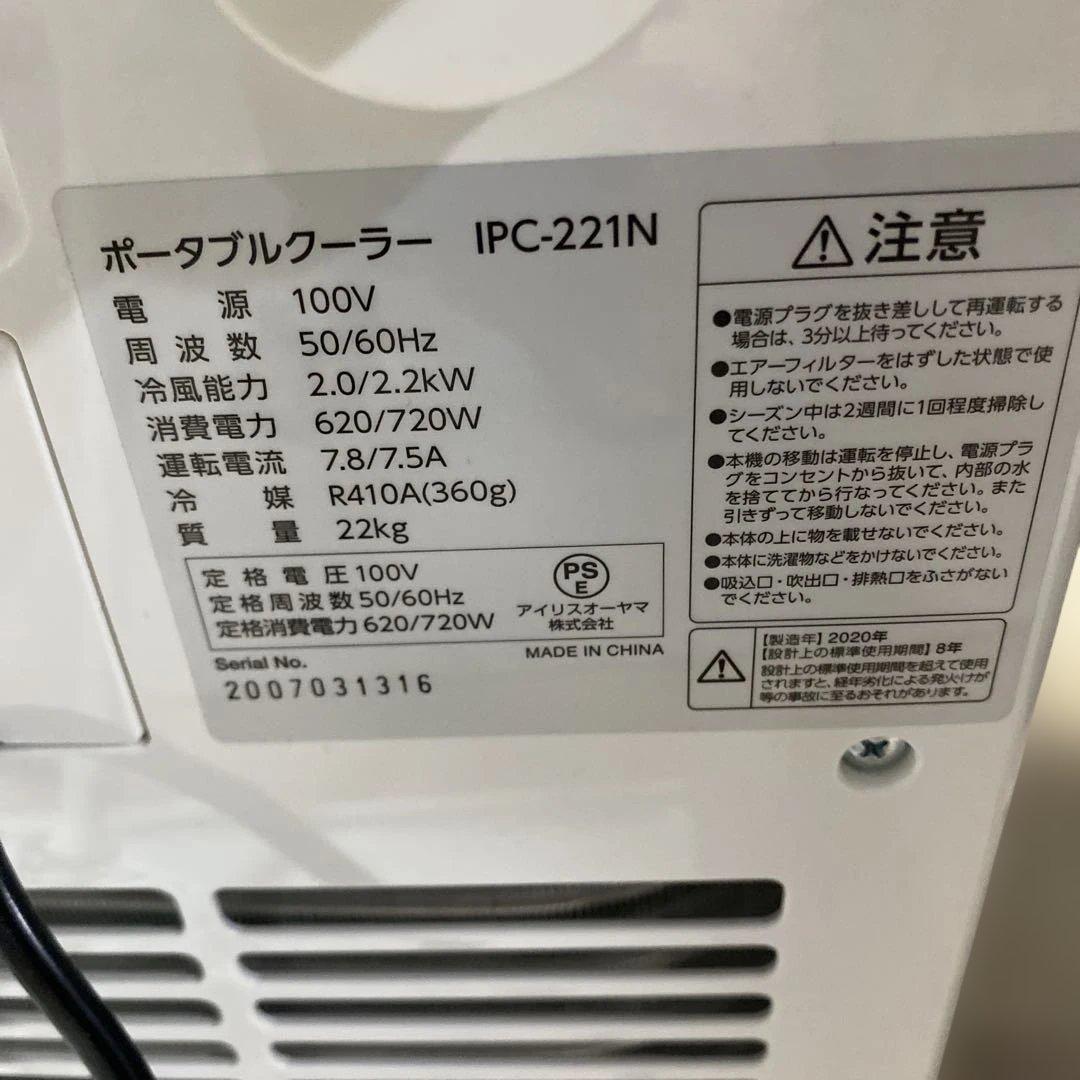 ポータブルクーラー IPC-221N
電源 100V
周波数 50/60Hz
冷風能力 2.0/2.2kW
消費電力 620/720W
運転電流 7.8/7.5A
冷媒 R410A(360g)
質量 22kg
定格電圧 100V
定格周波数 50/60Hz
定格消費電力 620/720W
PS
E
アイリスオーヤマ
株式会社
MADE IN CHINA
Serial No.
2007031316
注意
●電源プラグを抜き差しして再運転する
場合は、3分以上待ってください。
●エアーフィルターをはずした状態で使
用しないでください。
●シーズン中は2週間に1回程度掃除し
てください。
●本機の移動は運転を停止し、電源プラ
グをコンセントから抜いて、内部の水
を捨ててから行なってください。また
引きずって移動しないでください。
●本体の上に物を載せないでください。
●本体に洗濯物などをかけないでください。
●吸込口・吹出口・排熱口をふさがない
でください。
【製造年】2020年
【設計上の標準使用期間】8年
設計上の標準使用期間を超えて使用
されますと、経年劣化による発火けが
等の事故に至るおそれがあります。